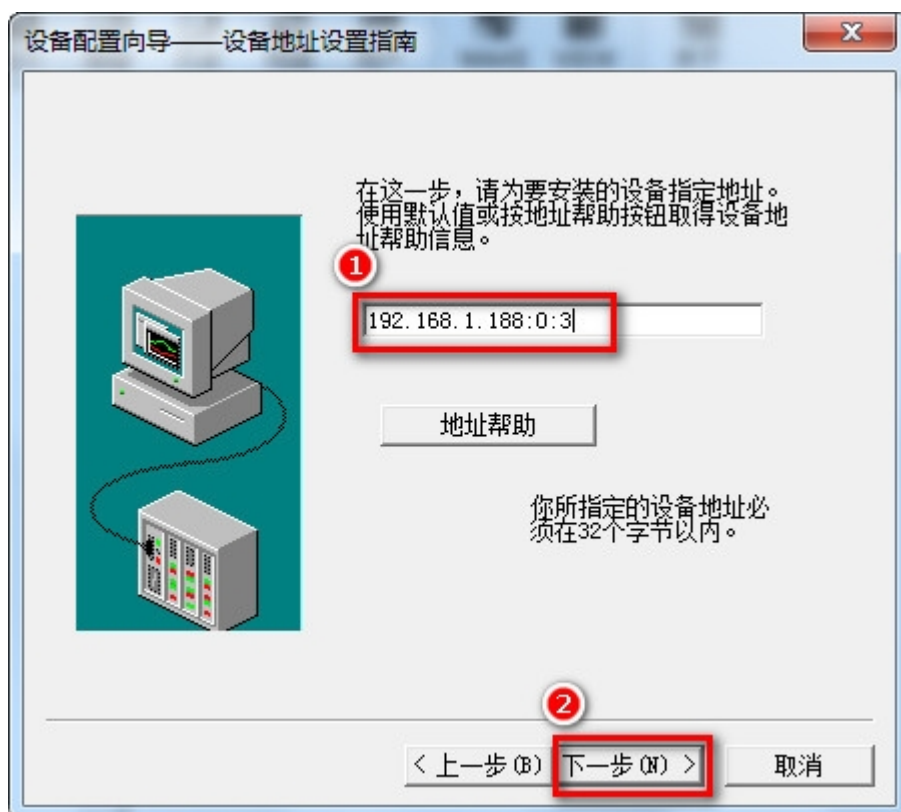 设备配置向导——设备地址设置指南
在这一步，请为要安装的设备指定地址。
使用默认值或按地址帮助按钮取得设备地
址帮助信息。
1
192.168.1.188:0:3
地址帮助
你所指定的设备地址必
须在32个字节以内。
2
< 上一步(B)
下一步(N) >
取消